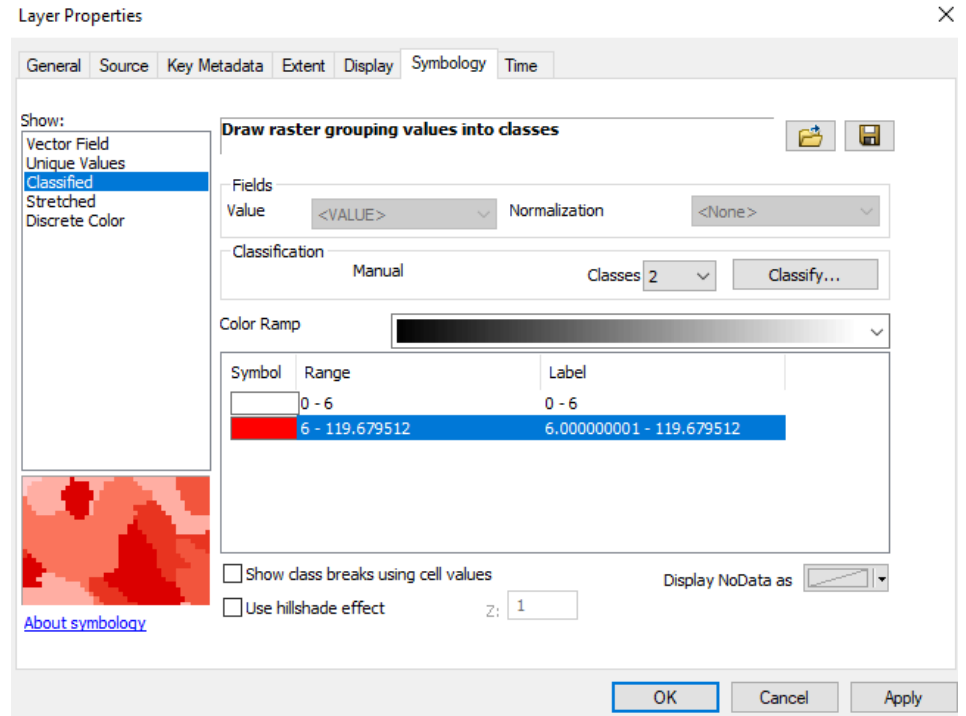 Layer Properties
General Source Key Metadata Extent Display Symbology Time
Show:
Vector Field
Unique Values
Classified
Stretched
Discrete Color
Draw raster grouping values into classes
Fields
Value <VALUE> Normalization <None>
Classification
Manual Classes 2 Classify...
Color Ramp
Symbol Range Label
0 - 6 0 - 6
6 - 119.679512 6.000000001 - 119.679512
Show class breaks using cell values Display NoData as
Use hillshade effect Z: 1
About symbology
OK Cancel Apply